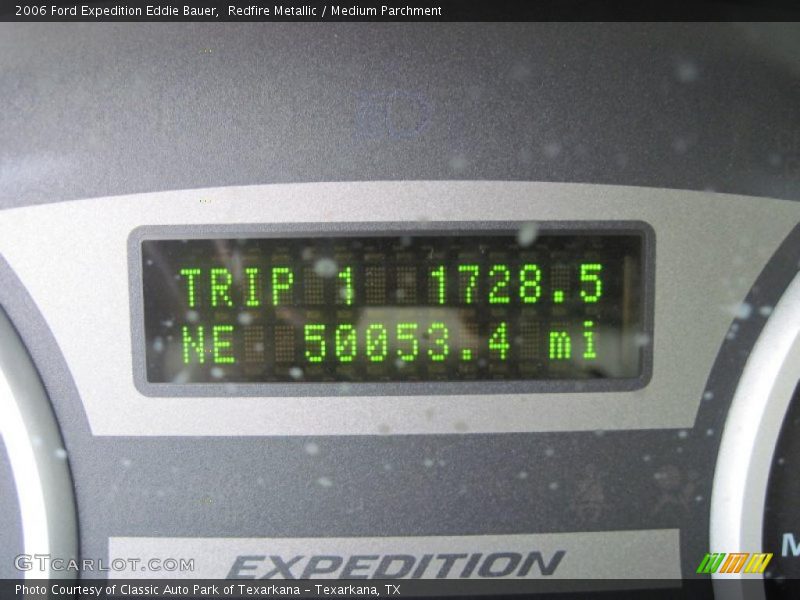 2006 Ford Expedition Eddie Bauer,  Redfire Metallic / Medium Parchment
TRIP 1 1728.5
NE 50053.4 mi
EXPEDITION
M
GTCARLOT.COM
Photo Courtesy of Classic Auto Park of Texarkana - Texarkana, TX